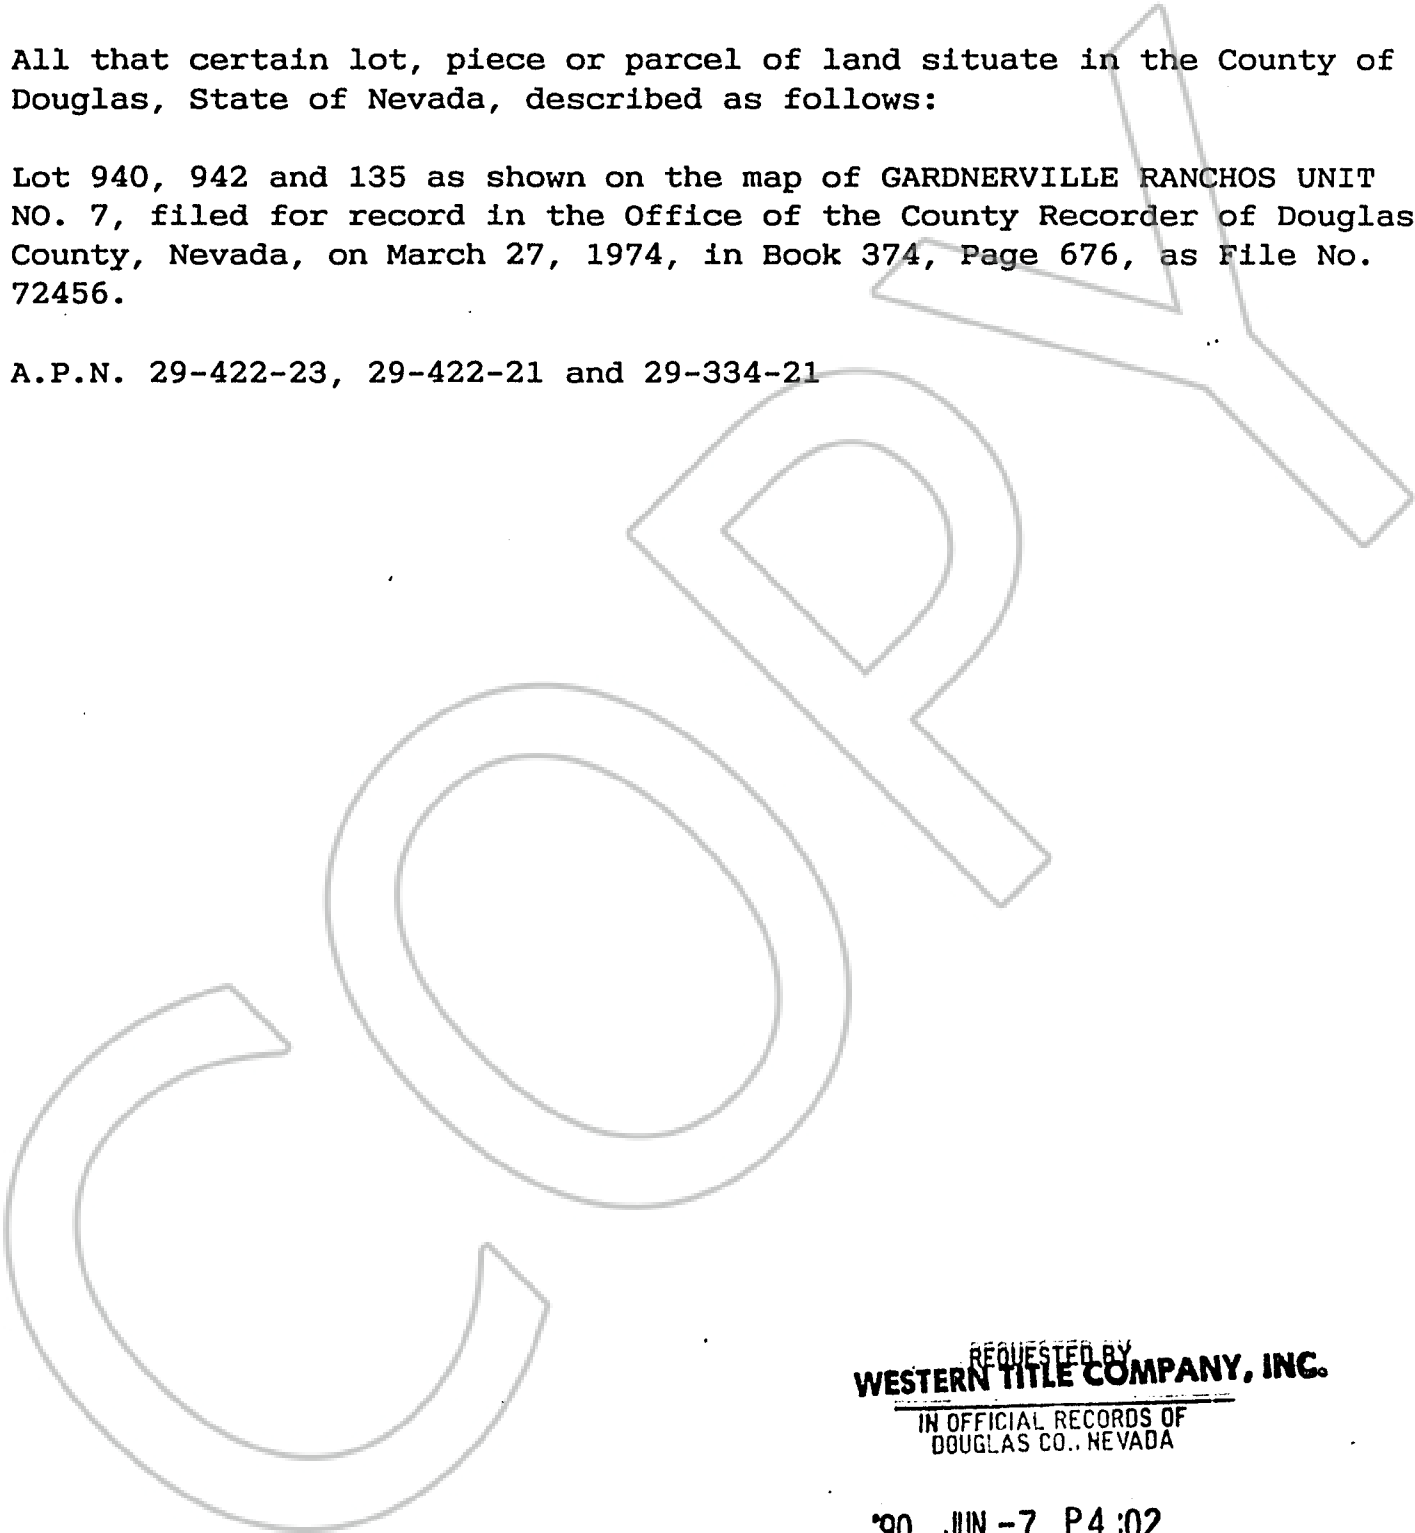 All that certain lot, piece or parcel of land situate in the County of
Douglas, State of Nevada, described as follows:
Lot 940, 942 and 135 as shown on the map of GARDNERVILLE RANCHOS UNIT
NO. 7, filed for record in the Office of the County Recorder of Douglas
County, Nevada, on March 27, 1974, in Book 374, Page 676, as File No.
72456.
A.P.N. 29-422-23, 29-422-21 and 29-334-21
COPY
REQUESTED BY
WESTERN TITLE COMPANY, INC.
IN OFFICIAL RECORDS OF
DOUGLAS CO., NEVADA
'90 JUN -7 P4:02